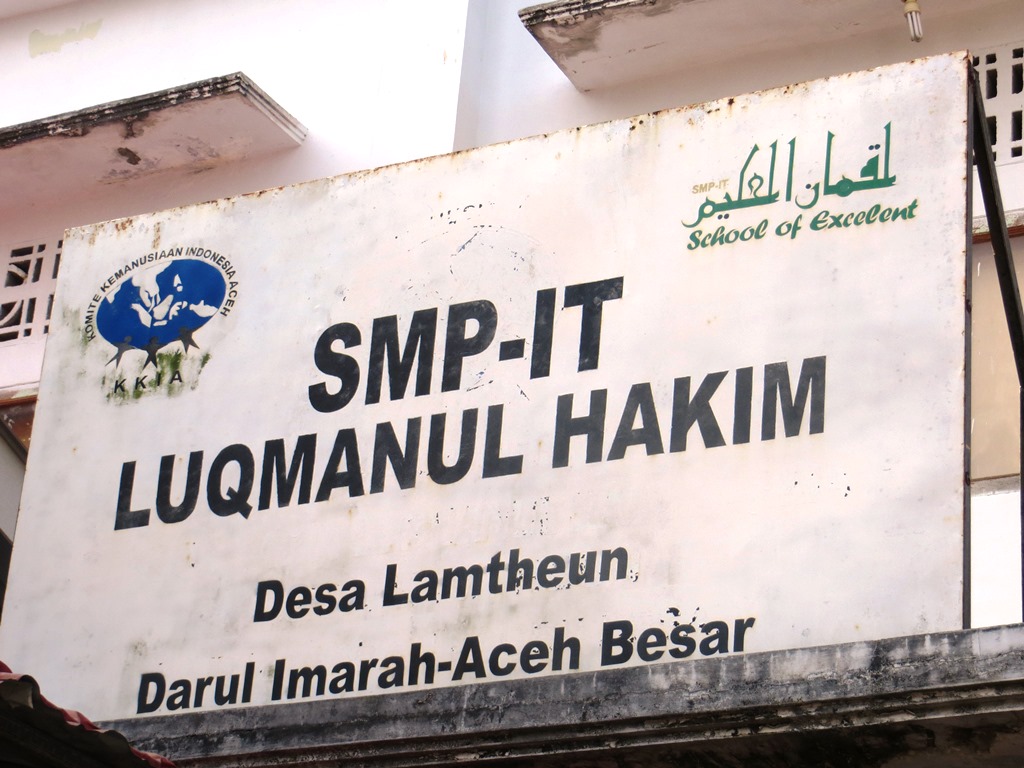 KOMITE KEMANUSIAAN INDONESIA ACEH
KKIA
SMP-IT
لقمان الحكيم
School of Excelent
SMP-IT
LUQMANUL HAKIM
Desa Lamtheun
Darul Imarah-Aceh Besar